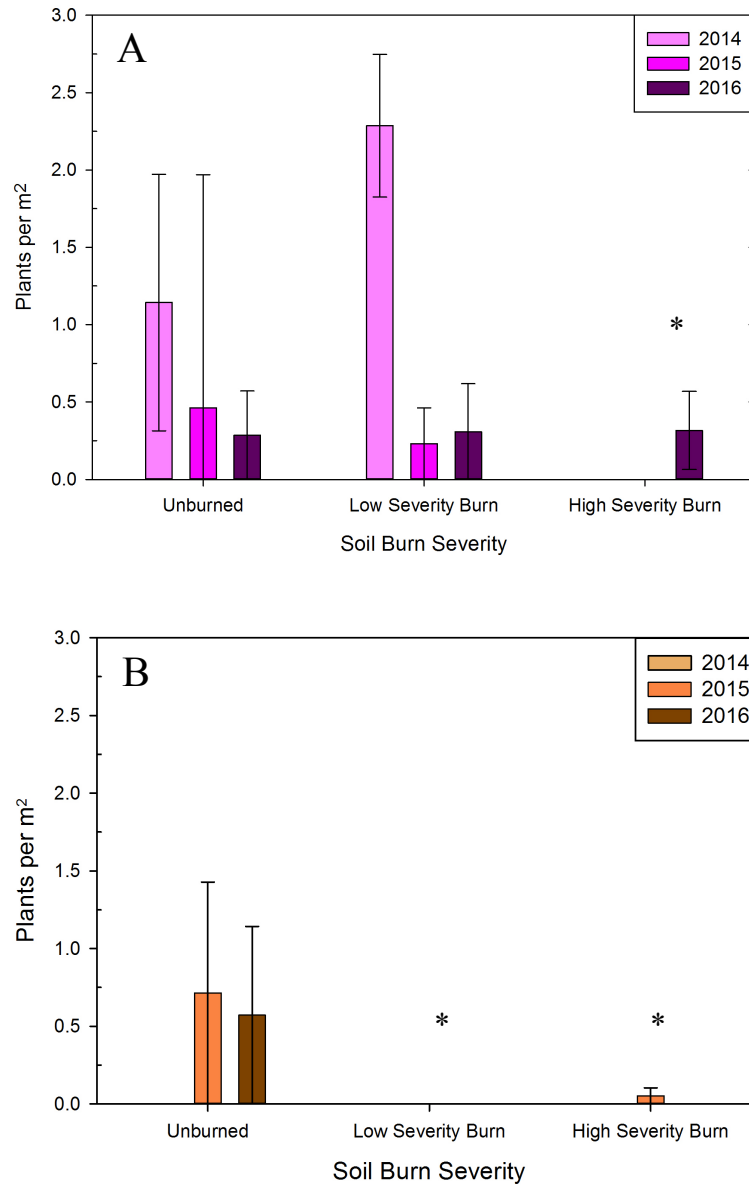 A
2014
2015
2016
3.0
2.5
2.0
1.5
1.0
0.5
0.0
Plants per m²
*
Unburned
Low Severity Burn
High Severity Burn
Soil Burn Severity
B
2014
2015
2016
3.0
2.5
2.0
1.5
1.0
0.5
0.0
Plants per m²
*
*
Unburned
Low Severity Burn
High Severity Burn
Soil Burn Severity